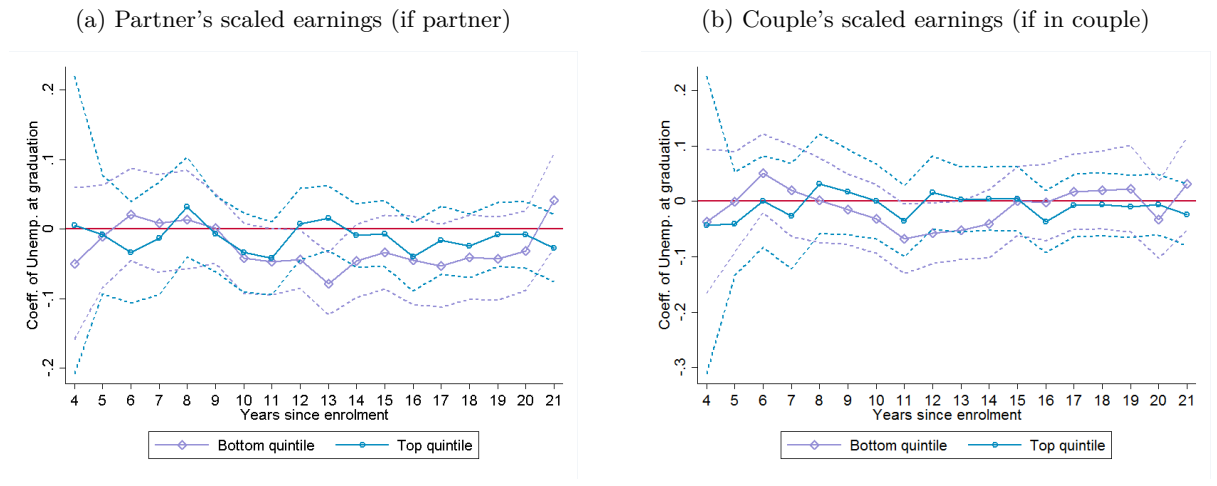 (a) Partner's scaled earnings (if partner)
Coeff. of Unemp. at graduation
.2
.1
0
-.1
-.2
4 5 6 7 8 9 10 11 12 13 14 15 16 17 18 19 20 21
Years since enrolment
Bottom quintile Top quintile
(b) Couple's scaled earnings (if in couple)
Coeff. of Unemp. at graduation
.2
.1
0
-.1
-.2
-.3
4 5 6 7 8 9 10 11 12 13 14 15 16 17 18 19 20 21
Years since enrolment
Bottom quintile Top quintile